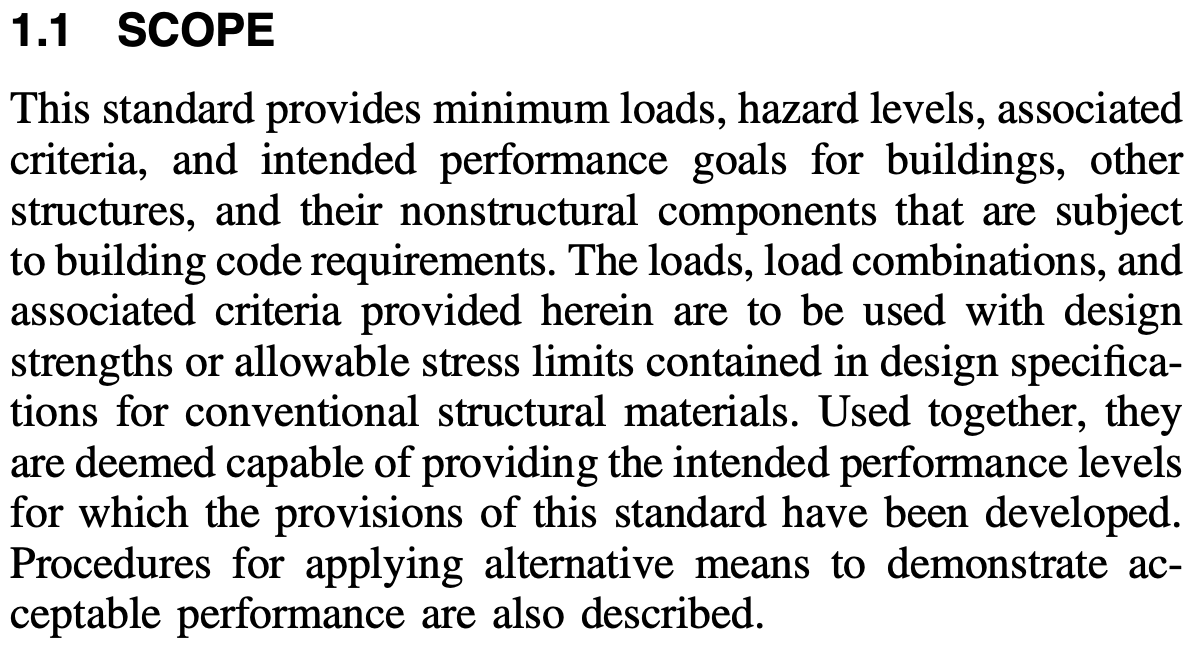 1.1 SCOPE
This standard provides minimum loads, hazard levels, associated
criteria, and intended performance goals for buildings, other
structures, and their nonstructural components that are subject
to building code requirements. The loads, load combinations, and
associated criteria provided herein are to be used with design
strengths or allowable stress limits contained in design specifica-
tions for conventional structural materials. Used together, they
are deemed capable of providing the intended performance levels
for which the provisions of this standard have been developed.
Procedures for applying alternative means to demonstrate ac-
ceptable performance are also described.